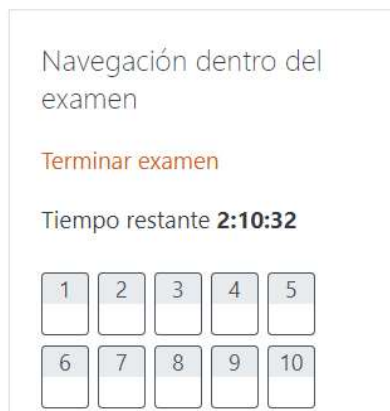 Navegación dentro del
examen
Terminar examen
Tiempo restante 2:10:32
1 2 3 4 5
6 7 8 9 10